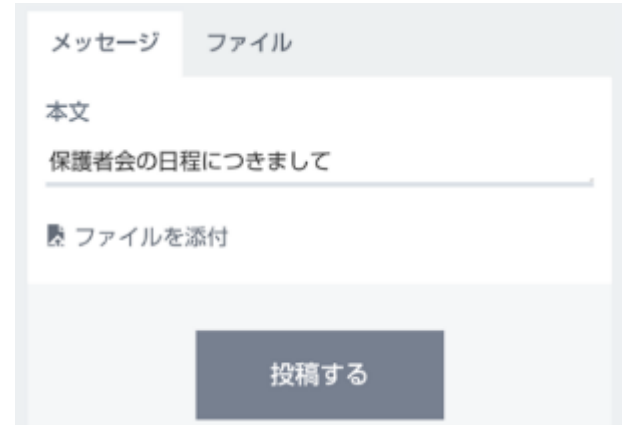 メッセージ ファイル
本文
保護者会の日程につきまして
ファイルを添付
投稿する